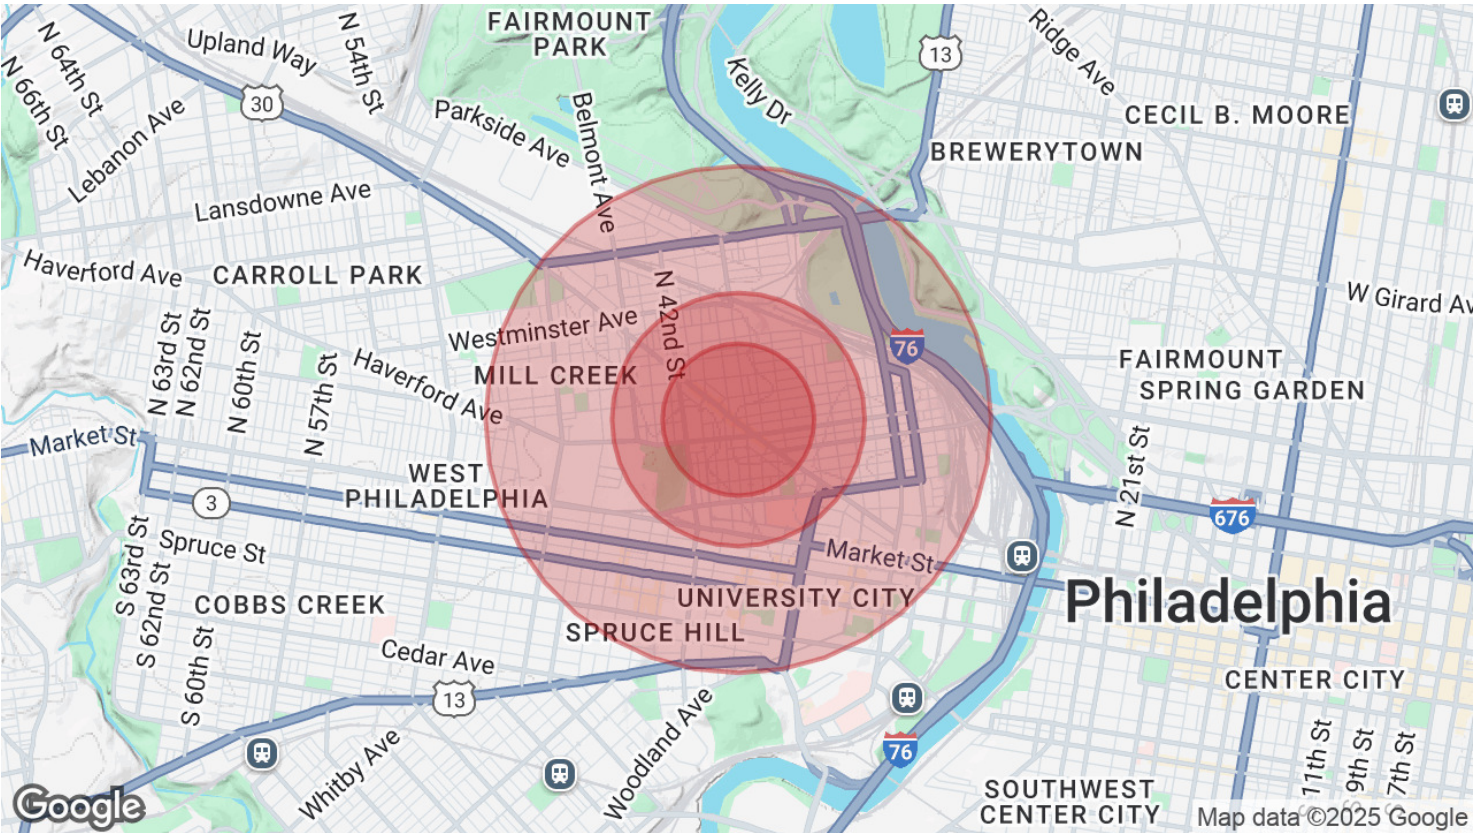 FAIRMOUNT
PARK
Upland Way
N 54th St
N 64th St
N 66th St
30
Lebanon Ave
Parkside Ave
Belmont Ave
Kelly Dr
13
Ridge Ave
CECIL B. MOORE
BREWERYTOWN
Lansdowne Ave
Haverford Ave
CARROLL PARK
N 42nd St
W Girard Av
Westminster Ave
76
N 63rd St
N 62nd St
N 60th St
N 57th St
Haverford Ave
MILL CREEK
FAIRMOUNT
SPRING GARDEN
Market St
WEST
PHILADELPHIA
3
N 21st St
676
Spruce St
Market St
S 63rd St
S 62nd St
S 60th St
COBBS CREEK
UNIVERSITY CITY
SPRUCE HILL
Philadelphia
Cedar Ave
13
CENTER CITY
Woodland Ave
Whitby Ave
76
S 11th St
S 9th St
S 7th St
SOUTHWEST
CENTER CITY
Google
Map data ©2025 Google